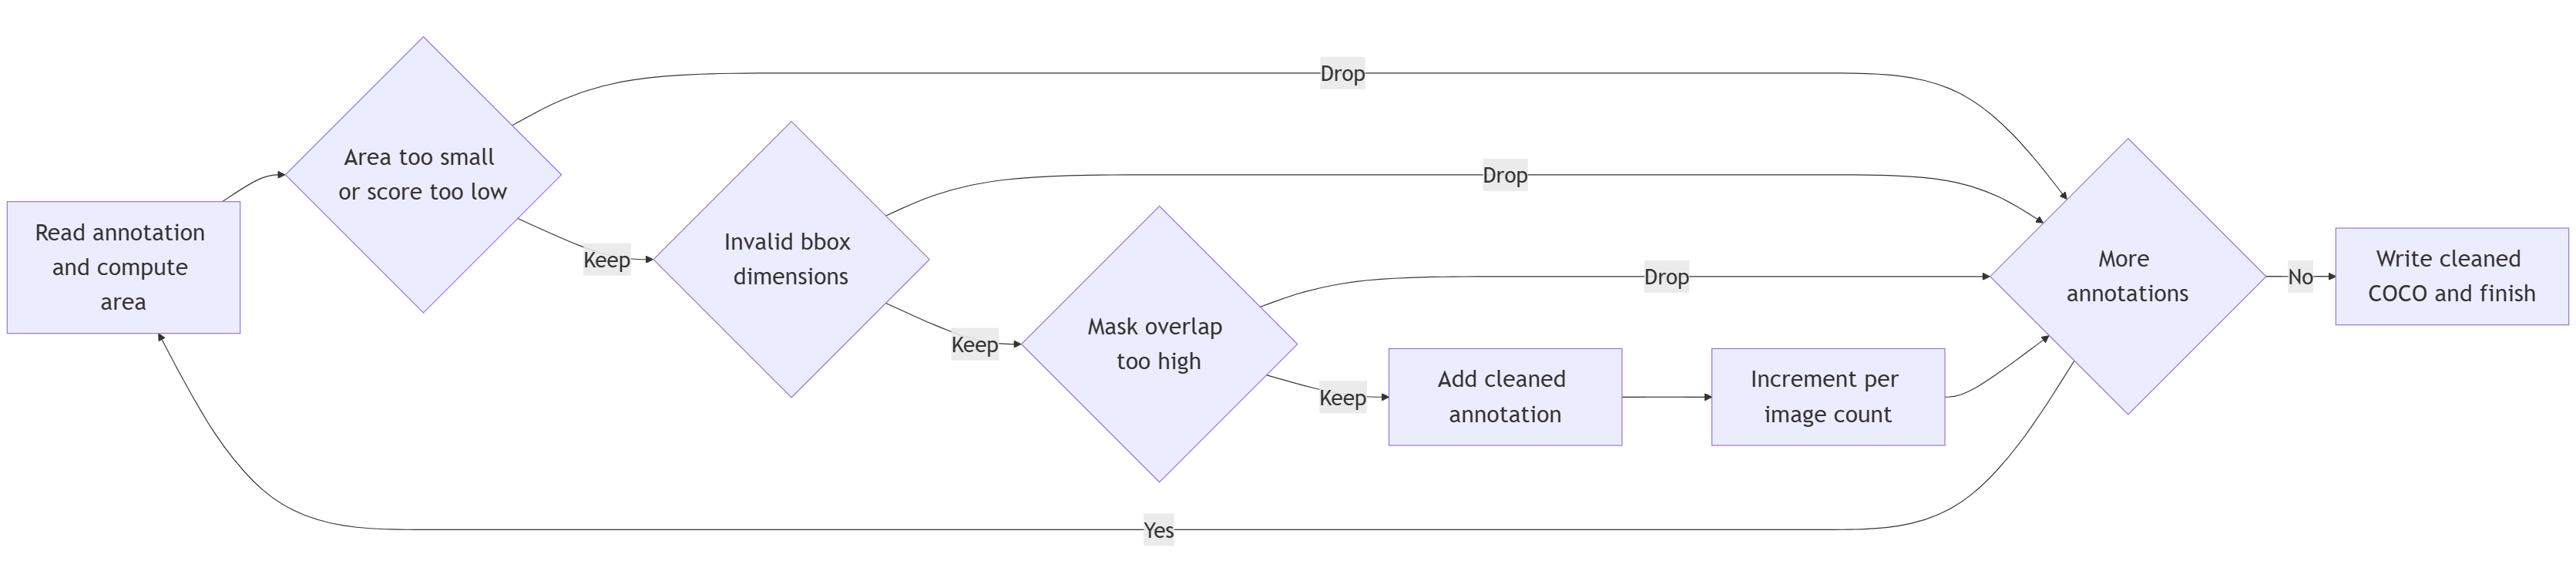 Read annotation
and compute
area
Area too small
or score too low
Drop
Keep
Invalid bbox
dimensions
Drop
Keep
Mask overlap
too high
Drop
Keep
Add cleaned
annotation
Increment per
image count
More
annotations
Yes
No
Write cleaned
COCO and finish